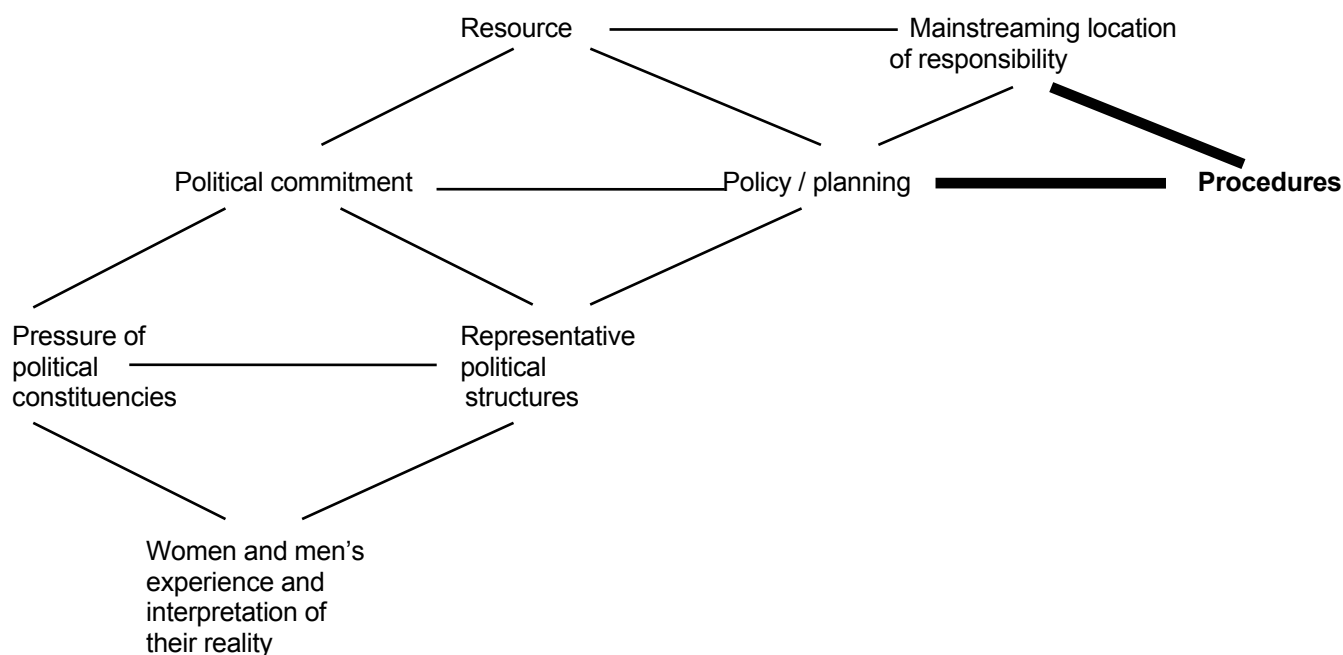 Resource
Mainstreaming location
of responsibility
Political commitment
Policy / planning
Procedures
Pressure of
political
constituencies
Representative
political
structures
Women and men’s
experience and
interpretation of
their reality